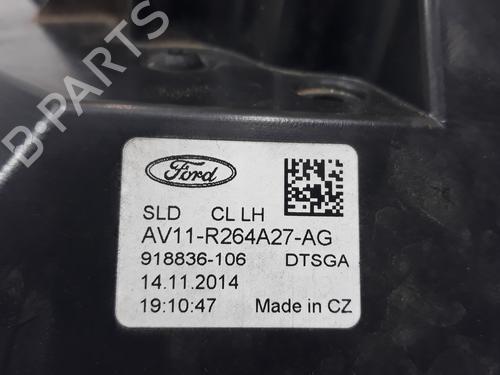 B-PARTS
Ford
SLD CL LH
AV11-R264A27-AG
918836-106 DTSGA
14.11.2014
19:10:47 Made in CZ